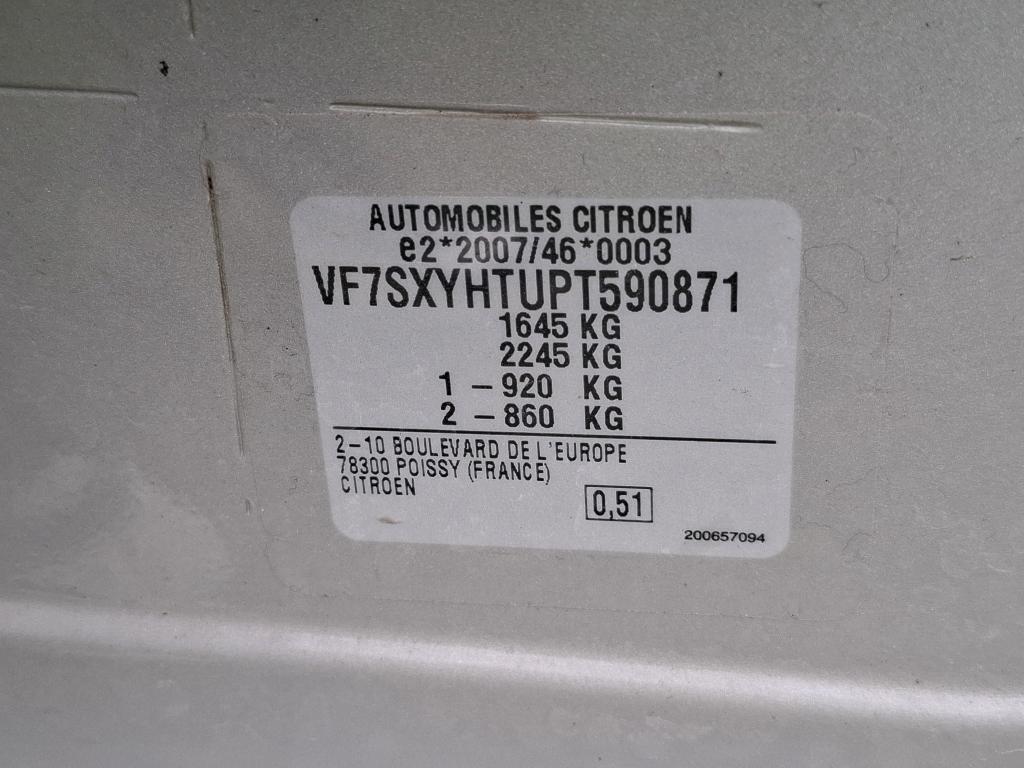 AUTOMOBILES CITROEN
e2*2007/46*0003
VF7SXYHTUPT590871
1645 KG
2245 KG
1 – 920 KG
2 – 860 KG
2–10 BOULEVARD DE L'EUROPE
78300 POISSY (FRANCE)
CITROEN
0,51
200657094